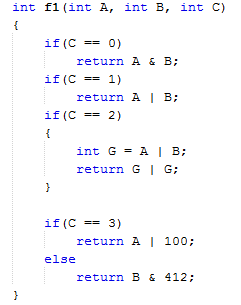 int f1(int A, int B, int C)
{
    if(C == 0)
        return A & B;
    if(C == 1)
        return A | B;
    if(C == 2)
    {
        int G = A | B;
        return G | G;
    }

    if(C == 3)
        return A | 100;
    else
        return B & 412;
}